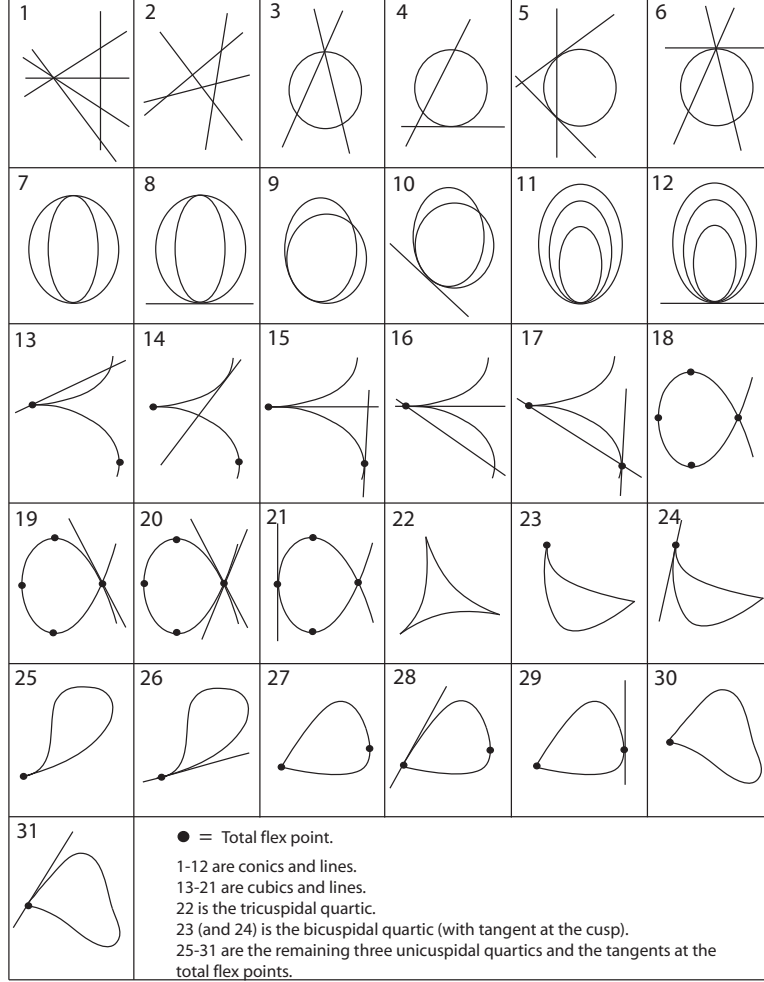 1 2 3 4 5 6
7 8 9 10 11 12
13 14 15 16 17 18
19 20 21 22 23 24
25 26 27 28 29 30
31
= Total flex point.
1-12 are conics and lines.
13-21 are cubics and lines.
22 is the tricuspidal quartic.
23 (and 24) is the bicuspidal quartic (with tangent at the cusp).
25-31 are the remaining three unicuspidal quartics and the tangents at the
total flex points.